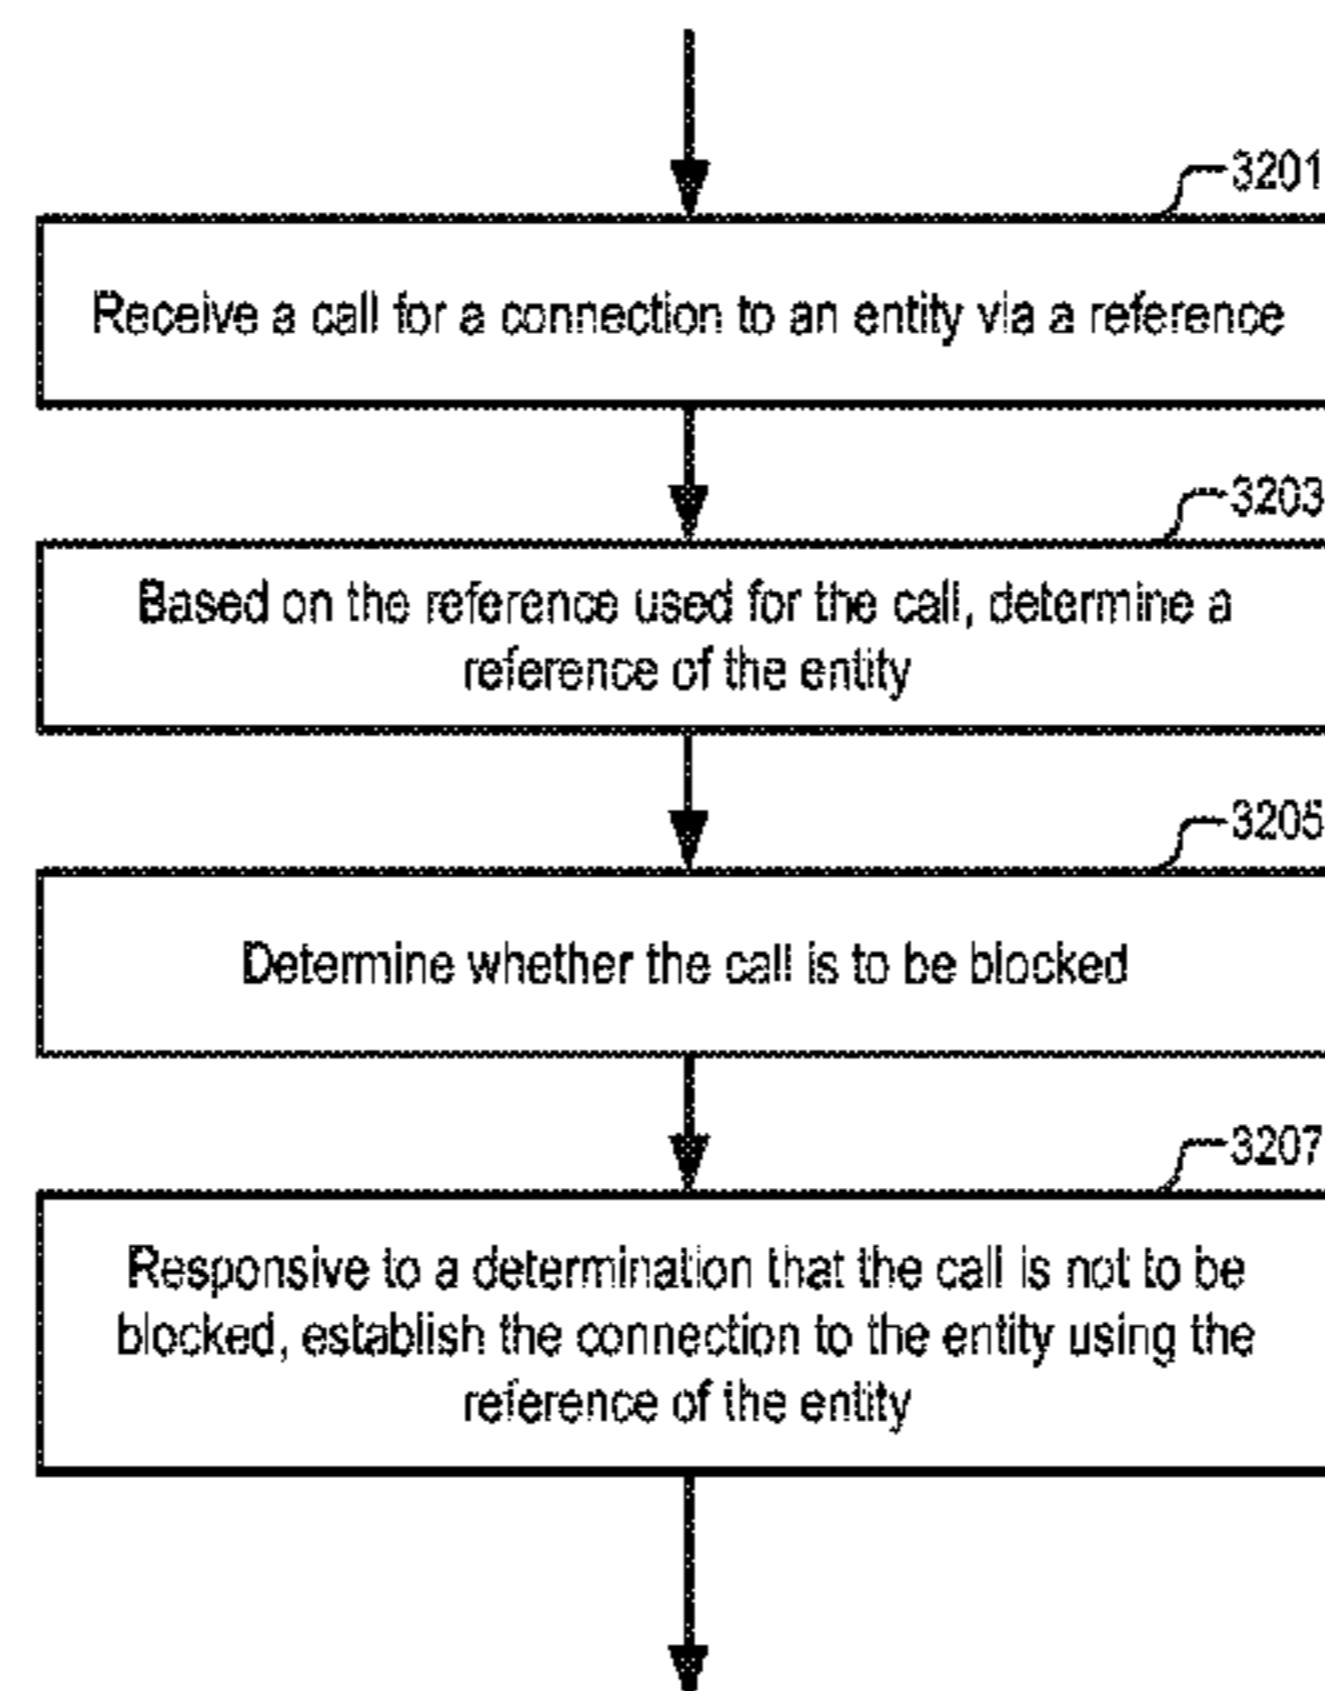 3201
Receive a call for a connection to an entity via a reference
3203
Based on the reference used for the call, determine a
reference of the entity
3205
Determine whether the call is to be blocked
3207
Responsive to a determination that the call is not to be
blocked, establish the connection to the entity using the
reference of the entity